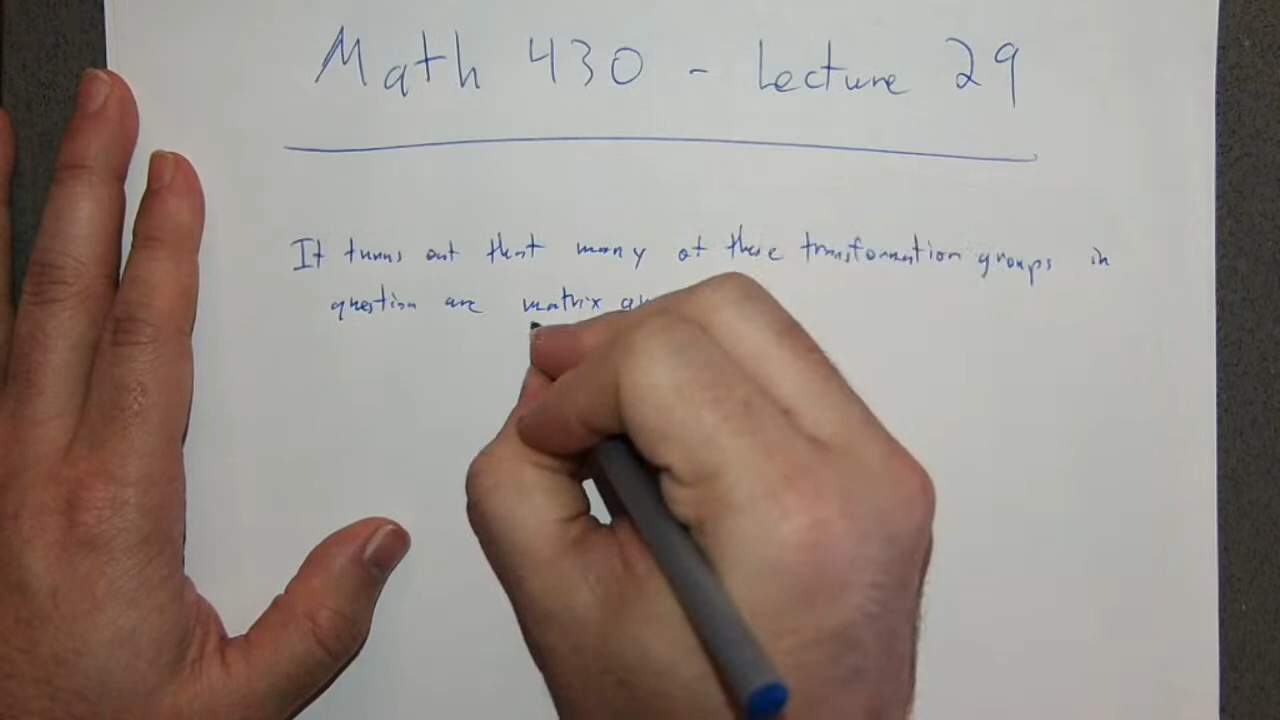 Math 430 - Lecture 29
It turns out that many of these transformation groups in
question are matrix